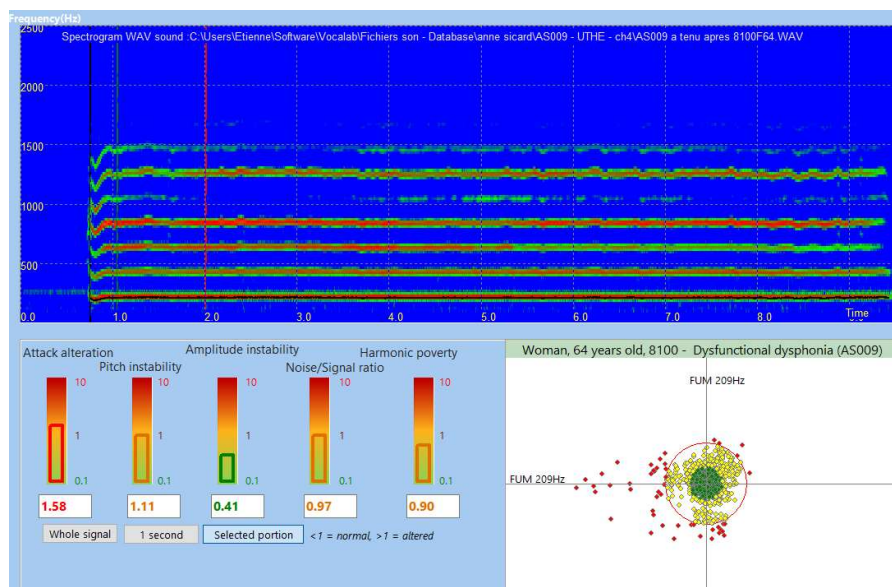 Frequency(Hz)
2500
Spectrogram WAV sound :C:\Users\Etienne\Software\Vocalab\Fichiers son - Database\anne sicard\AS009 - UTHE - ch4\AS009 a tenu apres 8100F64.WAV
2000
1500
1000
500
0.0 1.0 2.0 3.0 4.0 5.0 6.0 7.0 8.0 Time
Attack alteration Amplitude instability Harmonic poverty
Pitch instability Noise/Signal ratio
10 10 10 10 10
1 1 1 1 1
0.1 0.1 0.1 0.1 0.1
1.58 1.11 0.41 0.97 0.90
Whole signal 1 second Selected portion <1 = normal, >1 = altered
Woman, 64 years old, 8100 - Dysfunctional dysphonia (AS009)
FUM 209Hz
FUM 209Hz